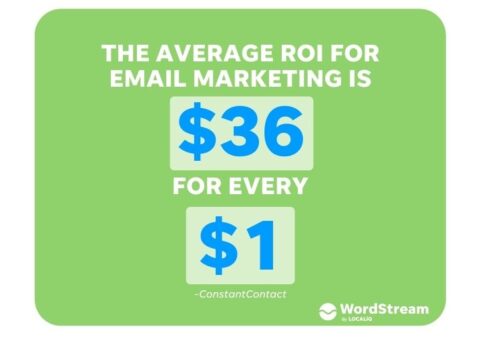 THE AVERAGE ROI FOR
EMAIL MARKETING IS
$36
FOR EVERY
$1
-ConstantContact
WordStream
By LOCALiQ